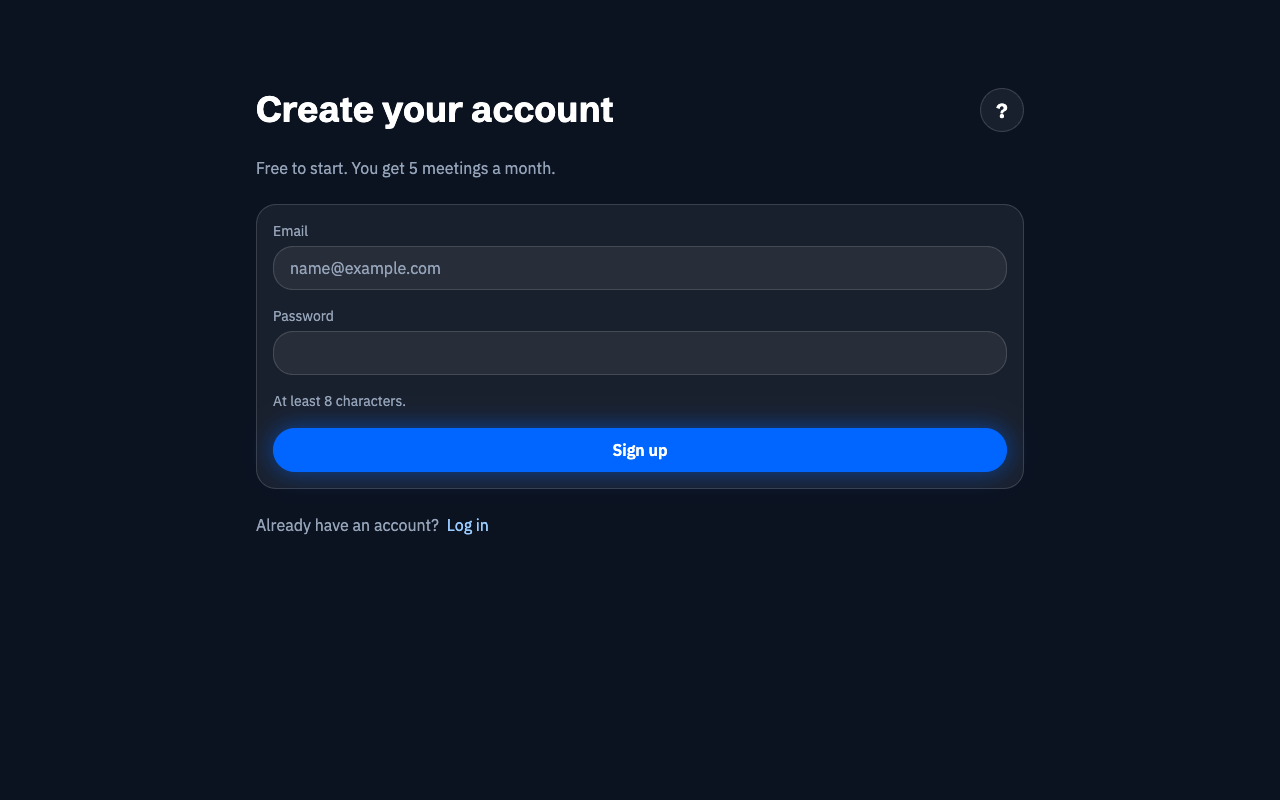 Create your account
?
Free to start. You get 5 meetings a month.
Email
name@example.com
Password
At least 8 characters.
Sign up
Already have an account? Log in